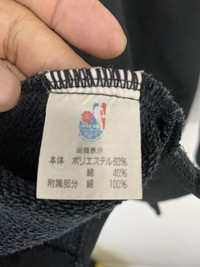 品質表示
本体 ポリエステル60%
綿 40%
附属部分 綿 100%